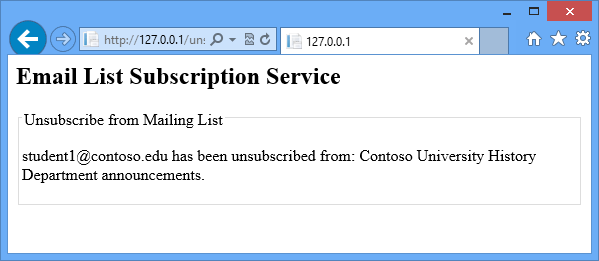 http://127.0.0.1/uns
127.0.0.1
Email List Subscription Service
Unsubscribe from Mailing List
student1@contoso.edu has been unsubscribed from: Contoso University History
Department announcements.